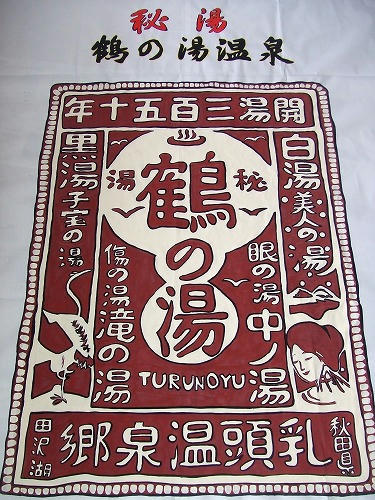 秘湯
鶴の湯温泉
開湯三百五十年
白湯・美人の湯
秘湯
鶴の湯
黒湯子宝の湯
眼の湯中ノ湯
傷の湯滝の湯
TURUNOYU
秋田県
乳頭温泉郷
田沢湖